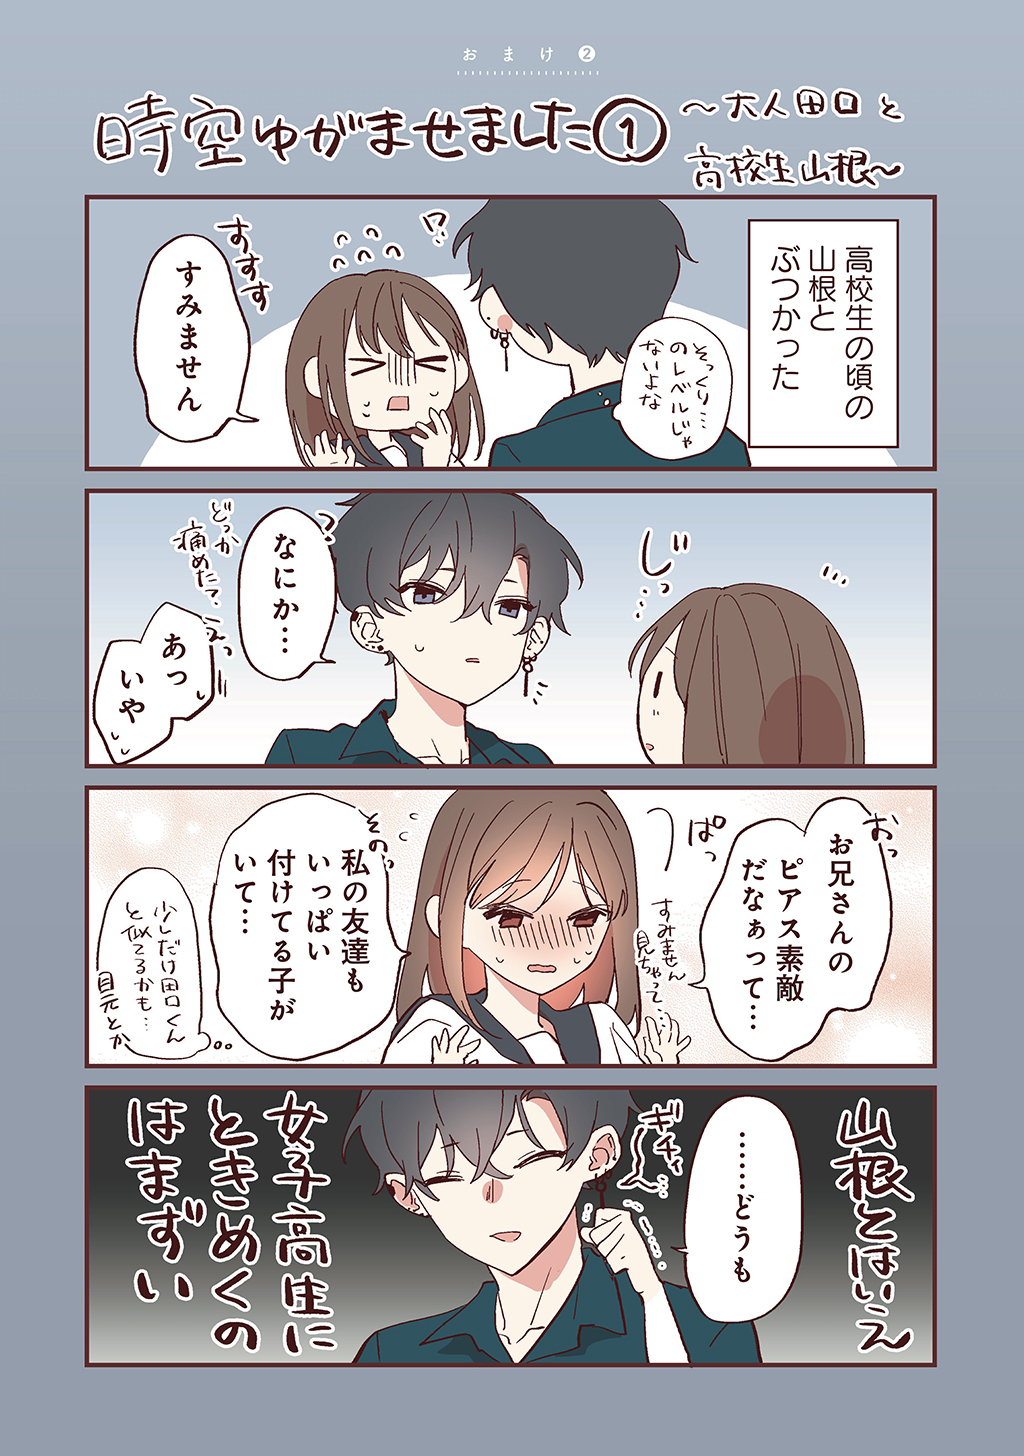 おまけ❷
時空ゆがませました①
〜大人田口と
高校生山根〜
高校生の頃の
山根と
ぶつかった
そっくり…
のレベルじゃ
ないよな
すすす
すみません
じっ
なにか…
どっか
痛めたて、
えっ
あっ
いや
おっ
お兄さんの
ピアス素敵
だなぁって…
ぱっ
すみません
見ちゃって…
そのっ
私の友達も
いっぱい
付けてる子が
いて…
少しだけ田口くん
と似てるかも…
目元とか
山根とはいえ
……どうも
ギチィ
女子高生に
ときめくの
はまずい